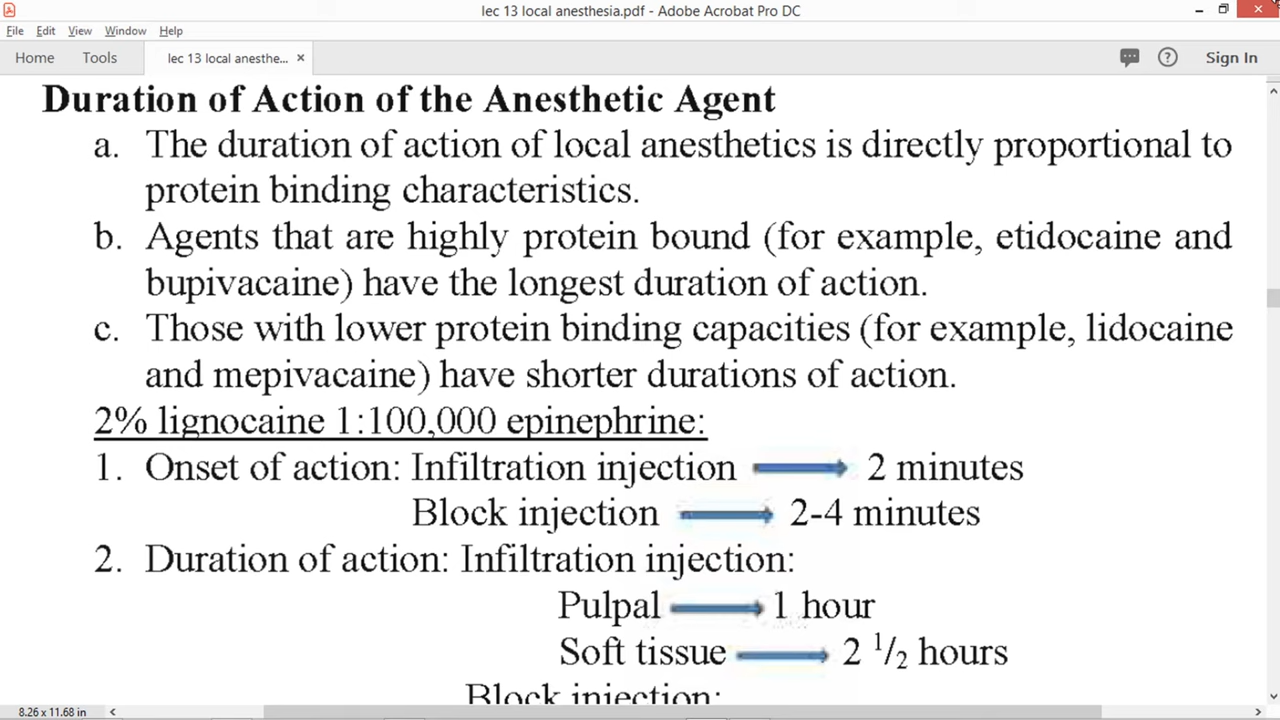 lec 13 local anesthesia.pdf - Adobe Acrobat Pro DC
File Edit View Window Help
Home Tools lec 13 local anesthe... × Sign In
Duration of Action of the Anesthetic Agent
a. The duration of action of local anesthetics is directly proportional to
protein binding characteristics.
b. Agents that are highly protein bound (for example, etidocaine and
bupivacaine) have the longest duration of action.
c. Those with lower protein binding capacities (for example, lidocaine
and mepivacaine) have shorter durations of action.
2% lignocaine 1:100,000 epinephrine:
1. Onset of action: Infiltration injection → 2 minutes
Block injection → 2-4 minutes
2. Duration of action: Infiltration injection:
Pulpal → 1 hour
Soft tissue → 2 1/2 hours
Block injection:
8.26 x 11.68 in